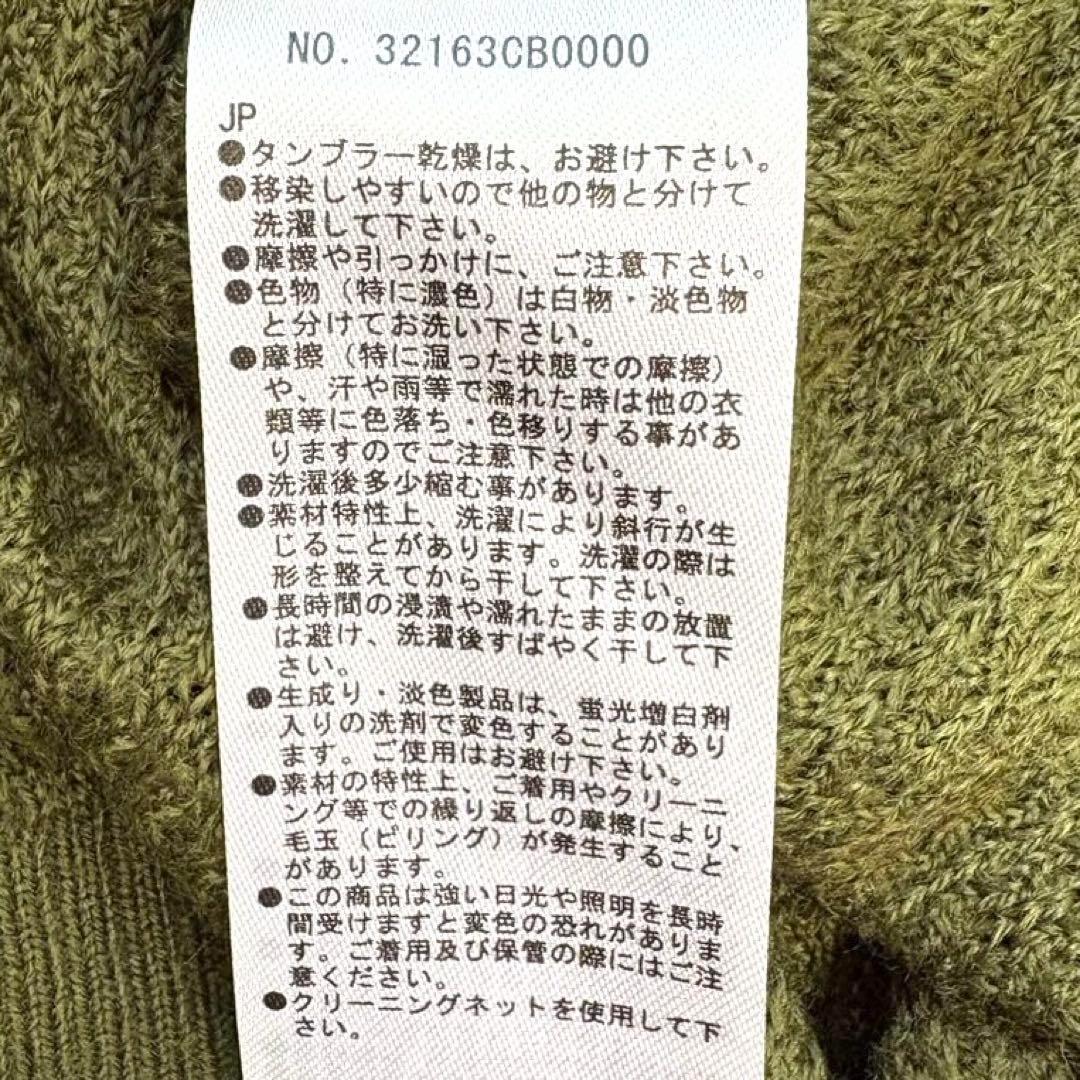 NO. 32163CB0000
JP
●タンブラー乾燥は、お避け下さい。
●移染しやすいので他の物と分けて
洗濯して下さい。
●摩擦や引っかけに、ご注意下さい。
●色物（特に濃色）は白物・淡色物
と分けてお洗い下さい。
●摩擦（特に湿った状態での摩擦）
や、汗や雨等で濡れた時は他の衣
類等に色落ち・色移りする事があ
りますのでご注意下さい。
●洗濯後多少縮む事があります。
●素材特性上、洗濯により斜行が生
じることがあります。洗濯の際は
形を整えてから干して下さい。
●長時間の浸漬や濡れたままの放置
は避け、洗濯後すばやく干して下
さい。
●生成り・淡色製品は、蛍光増白剤
入りの洗剤で変色することがあり
ます。ご使用はお避け下さい。
●素材の特性上、ご着用やクリーニ
ング等での繰り返しの摩擦により、
毛玉（ピリング）が発生すること
があります。
●この商品は強い日光や照明を長時
間受けますと変色の恐れがありま
す。ご着用及び保管の際にはご注
意ください。
●クリーニングネットを使用して下
さい。